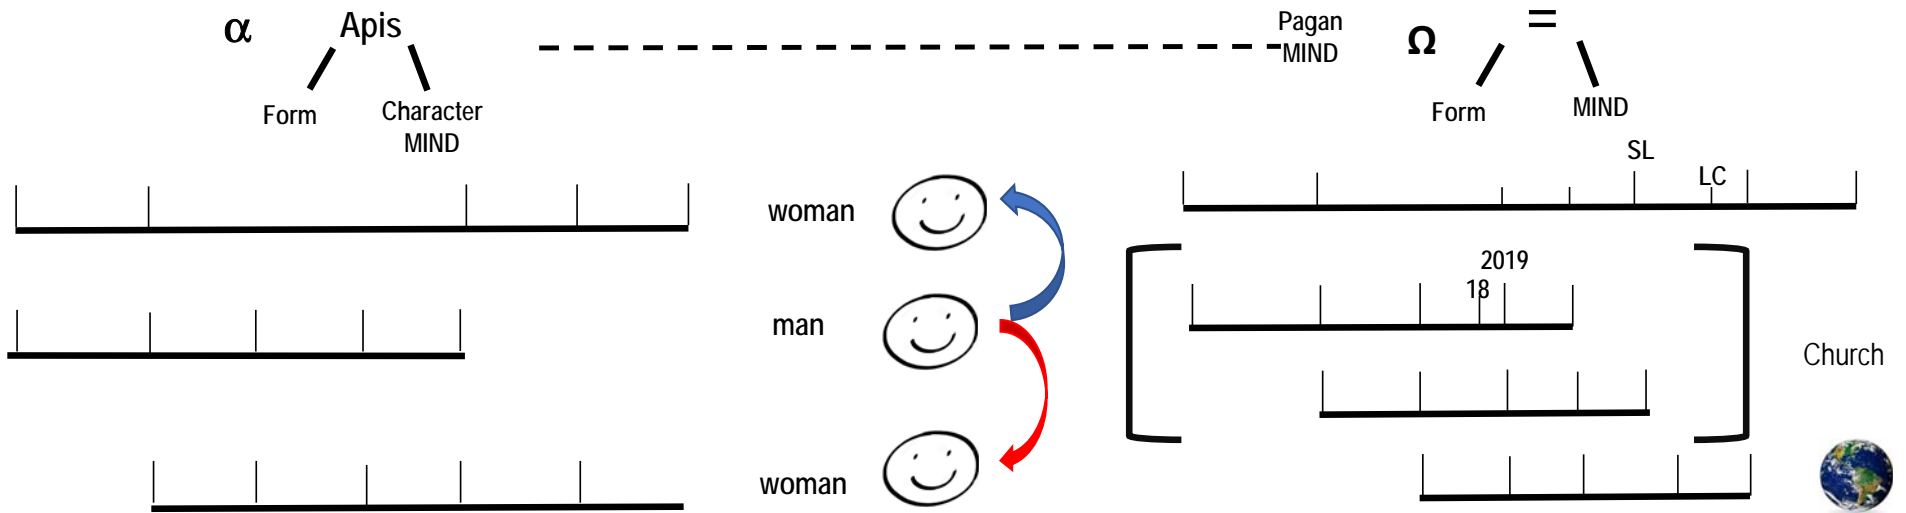 α
Apis
Form
Character
MIND
Pagan
MIND
Ω
=
Form
MIND
SL
LC
woman
man
woman
2019
18
Church